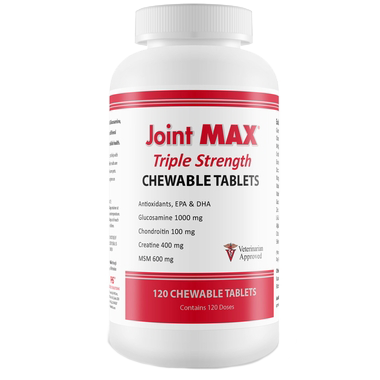 Joint MAX
Triple Strength
CHEWABLE TABLETS
Antioxidants, EPA & DHA
Glucosamine 1000 mg
Chondroitin 100 mg
Creatine 400 mg
MSM 600 mg
Veterinarian
Approved
120 CHEWABLE TABLETS
Contains 120 Doses